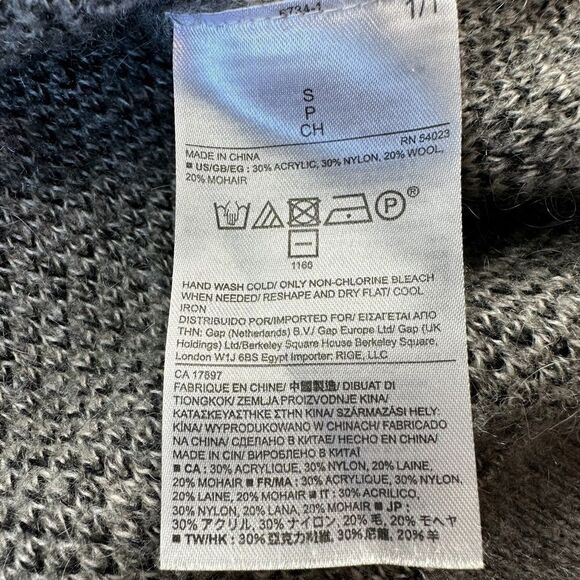 5734-1 1/1
S
P
CH
RN 54023
MADE IN CHINA
■ US/GB/EG : 30% ACRYLIC, 30% NYLON, 20% WOOL,
20% MOHAIR
P ®
1165
HAND WASH COLD/ ONLY NON-CHLORINE BLEACH
WHEN NEEDED/ RESHAPE AND DRY FLAT/ COOL
IRON
DISTRIBUIDO POR/IMPORTED FOR/ ΕΙΣΑΓΕΤΑΙ ΑΠΟ
ΤΗΝ: Gap (Netherlands) B.V./ Gap Europe Ltd/ Gap (UK
Holdings) Ltd/Berkeley Square House Berkeley Square,
London W1J 6BS Egypt Importer: RIGE, LLC
CA 17897
FABRIQUE EN CHINE/ 中國製造/ DIBUAT DI
TIONGKOK/ ZEMLJA PROIZVODNJE KINA/
ΚΑΤΑΣΚΕΥΑΣΤΗΚΕ ΣΤΗΝ ΚΙΝΑ/ SZÁRMAZÁSI HELY:
KÍNA/ WYPRODUKOWANO W CHINACH/ FABRICADO
NA CHINA/ СДЕЛАНО В КИТАЕ/ HECHO EN CHINA/
MADE IN CIN/ ВИРОБЛЕНО В КИТАЇ
■ CA : 30% ACRYLIQUE, 30% NYLON, 20% LAINE,
20% MOHAIR ■ FR/MA : 30% ACRYLIQUE, 30% NYLON,
20% LAINE, 20% MOHAIR ■ IT : 30% ACRILICO,
30% NYLON, 20% LANA, 20% MOHAIR ■ JP :
30% アクリル, 30% ナイロン, 20% 毛, 20% モヘヤ
■ TW/HK : 30% 亞克力纖, 30% 尼龍, 20% 羊